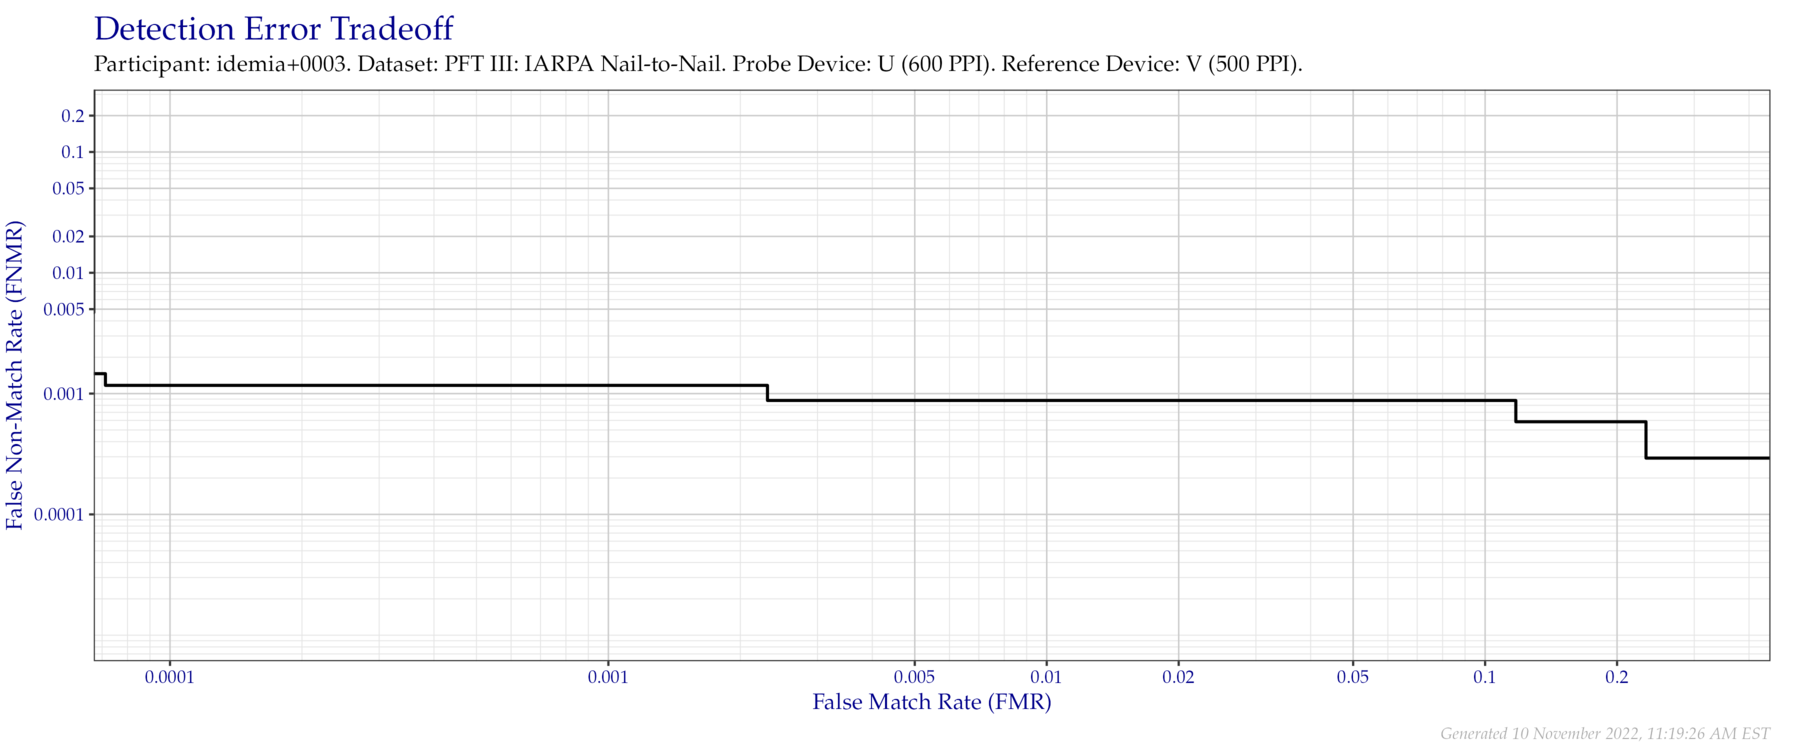 Detection Error Tradeoff
Participant: idemia+0003. Dataset: PFT III: IARPA Nail-to-Nail. Probe Device: U (600 PPI). Reference Device: V (500 PPI).
False Non-Match Rate (FNMR)
0.2
0.1
0.05
0.02
0.01
0.005
0.001
0.0001
0.0001 0.001 0.005 0.01 0.02 0.05 0.1 0.2
False Match Rate (FMR)
Generated 10 November 2022, 11:19:26 AM EST